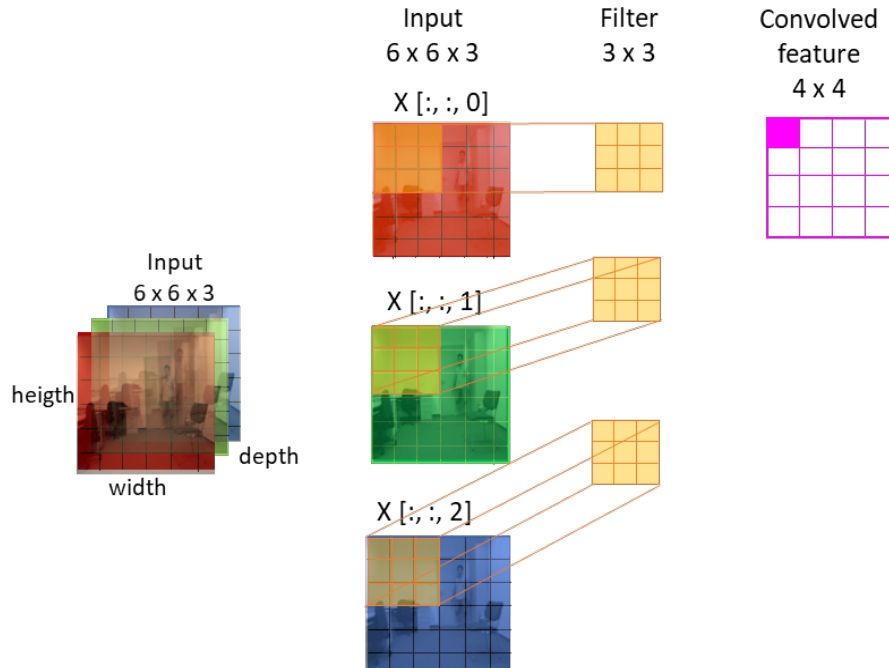 Input
6 x 6 x 3
Filter
3 x 3
Convolved
feature
4 x 4
X [:, :, 0]
Input
6 x 6 x 3
X [:, :, 1]
heigth
depth
width
X [:, :, 2]